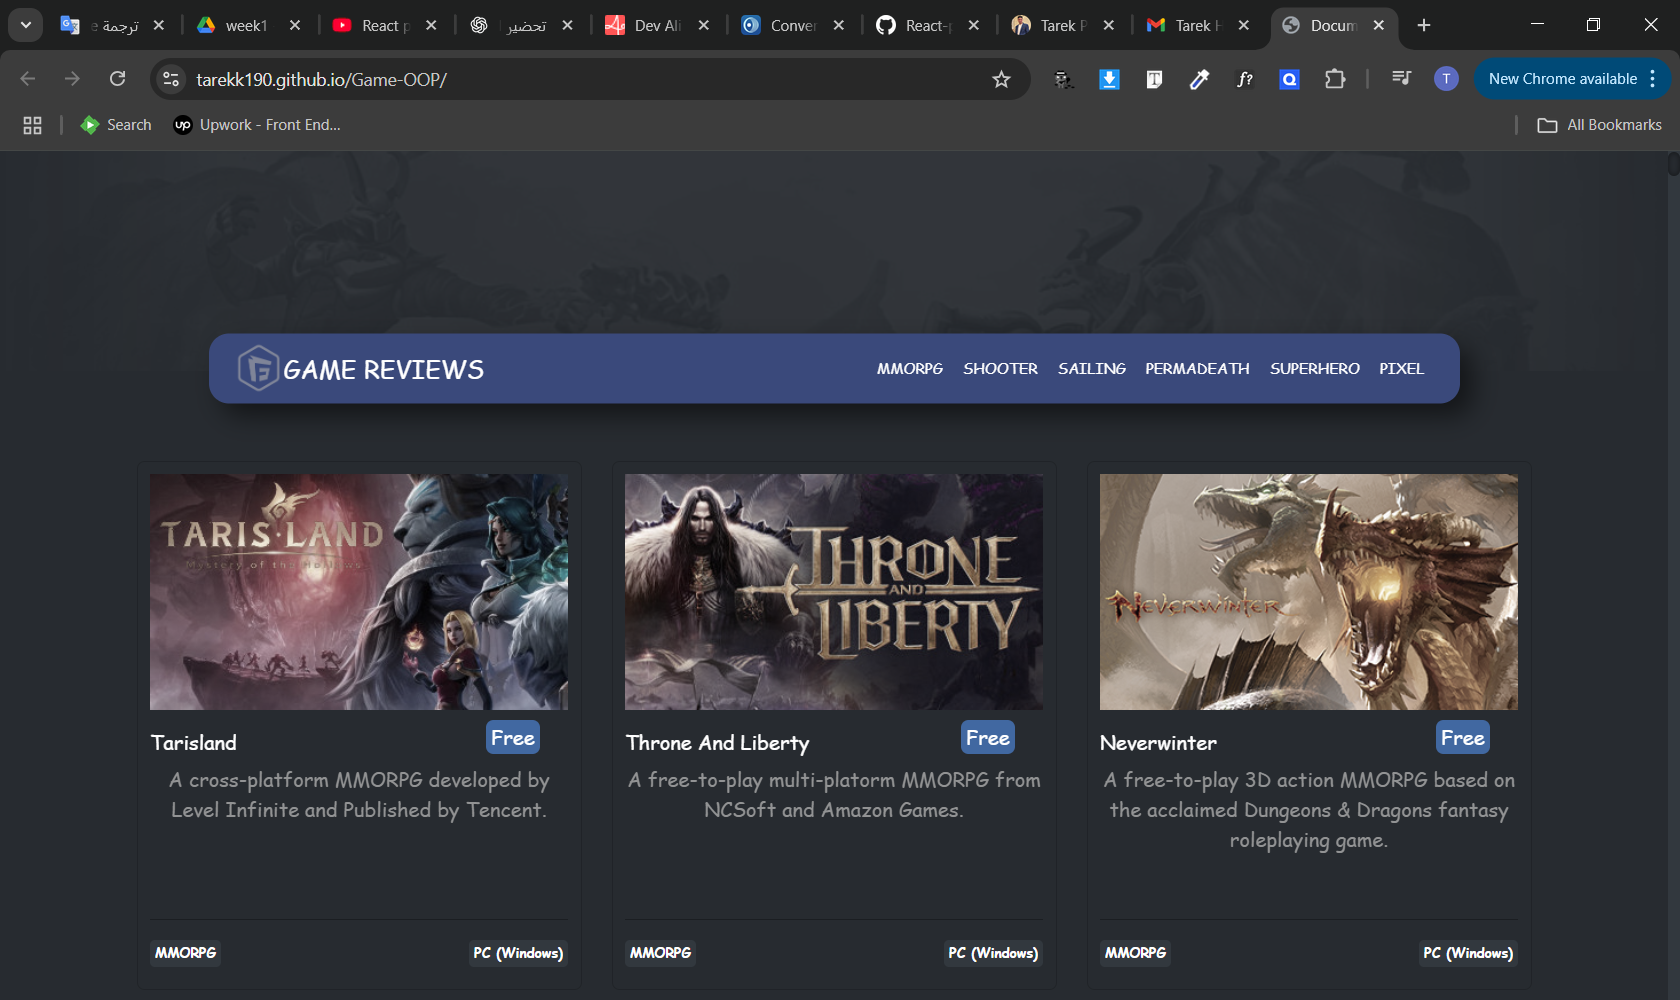 ترجمة e
week1
React p
تحضير
Dev Ali
Conver
React-p
Tarek P
Tarek H
Docum
tarekk190.github.io/Game-OOP/
New Chrome available
Search
Upwork - Front End...
All Bookmarks
GAME REVIEWS
MMORPG SHOOTER SAILING PERMADEATH SUPERHERO PIXEL
TARIS·LAND
Mystery of the Hollows
THRONE
AND
LIBERTY
NEVERWINTER
Tarisland
Free
A cross-platform MMORPG developed by
Level Infinite and Published by Tencent.
MMORPG
PC (Windows)
Throne And Liberty
Free
A free-to-play multi-platorm MMORPG from
NCSoft and Amazon Games.
MMORPG
PC (Windows)
Neverwinter
Free
A free-to-play 3D action MMORPG based on
the acclaimed Dungeons & Dragons fantasy
roleplaying game.
MMORPG
PC (Windows)